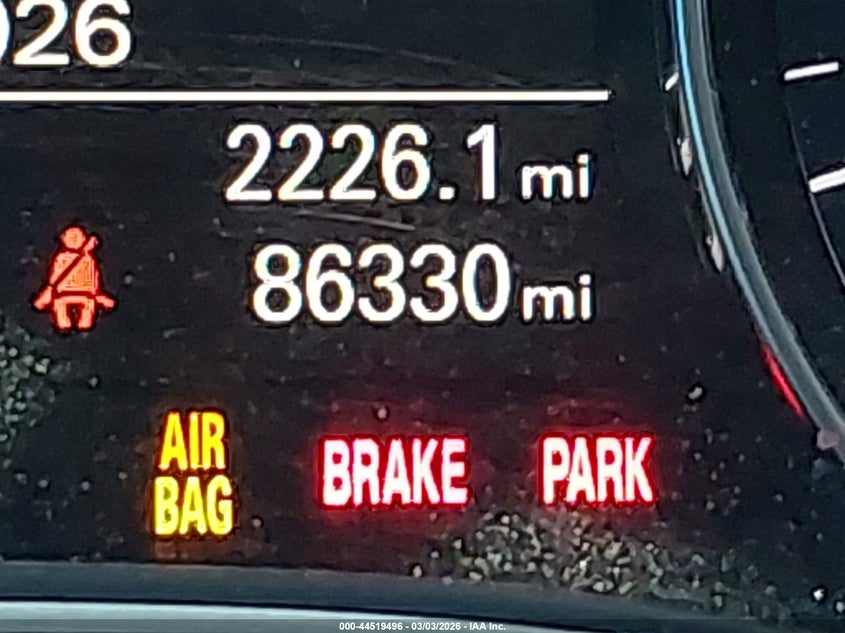 026
2226.1 mi
86330 mi
AIR
BAG
BRAKE
PARK
000-44519496 - 03/03/2026 - IAA Inc.